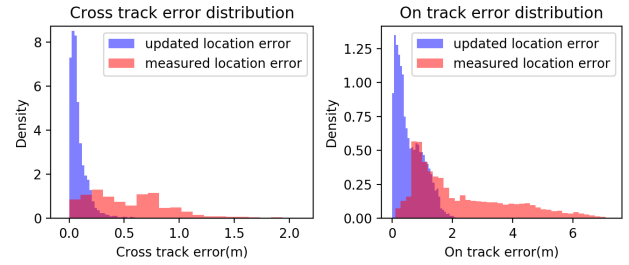 Cross track error distribution
updated location error
measured location error
Density
8
6
4
2
0
0.0 0.5 1.0 1.5 2.0
Cross track error(m)
On track error distribution
updated location error
measured location error
Density
1.25
1.00
0.75
0.50
0.25
0.00
0 2 4 6
On track error(m)